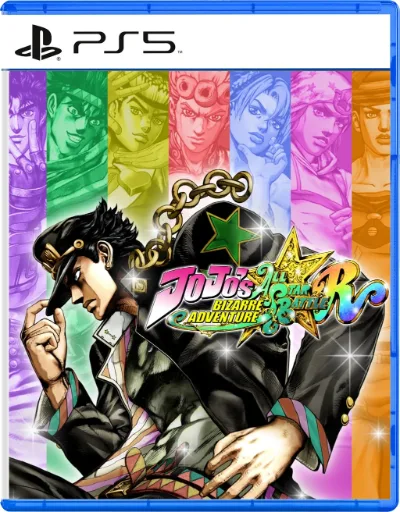 PS5
JOJO'S
BIZARRE
ADVENTURE
ALL
STAR
BATTLE
R